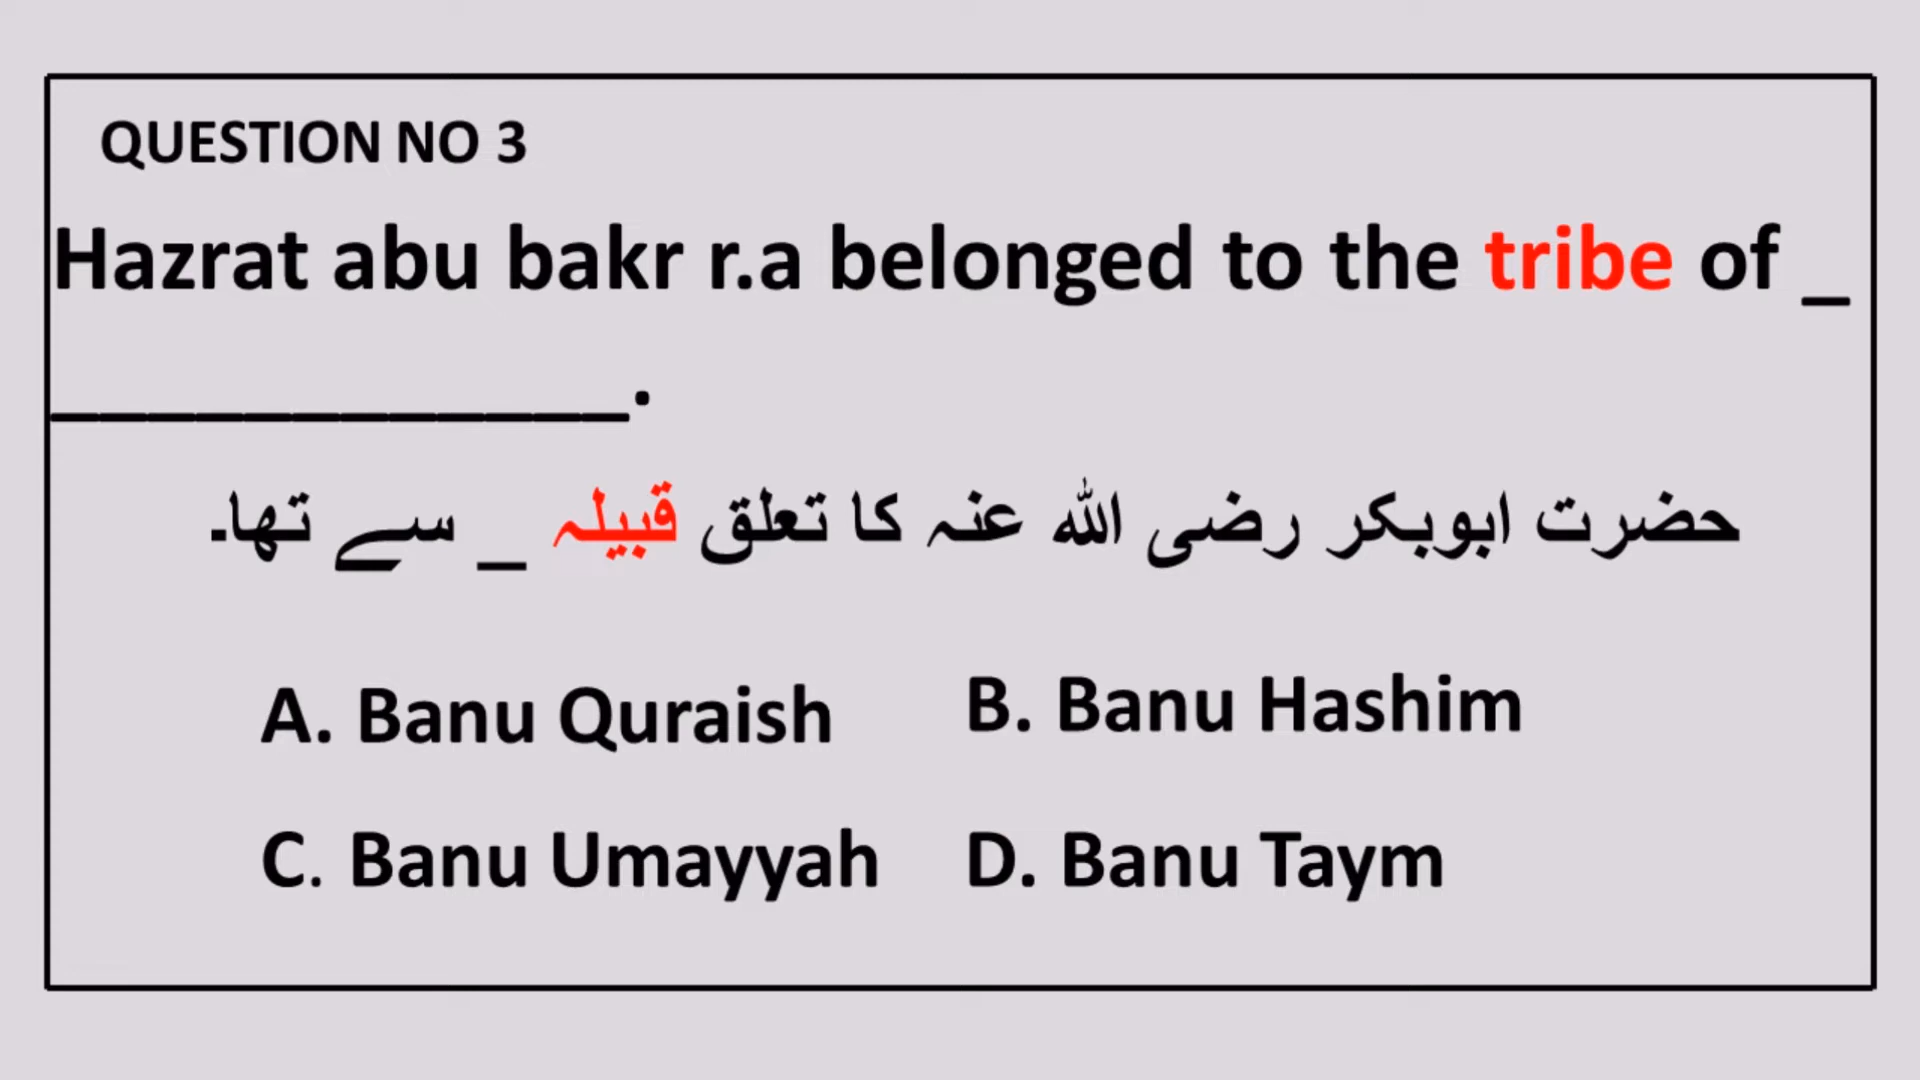 QUESTION NO 3
Hazrat abu bakr r.a belonged to the tribe of _
____________.
حضرت ابوبکر رضی اللہ عنہ کا تعلق قبیلہ _ سے تھا۔
A. Banu Quraish
B. Banu Hashim
C. Banu Umayyah
D. Banu Taym